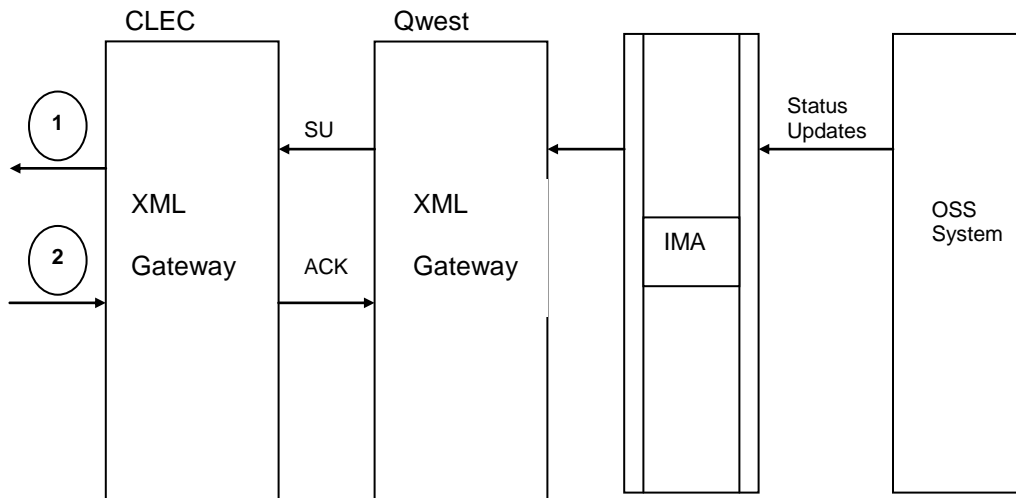 CLEC
Qwest
1
SU
Status
Updates
XML
Gateway
XML
Gateway
OSS
System
IMA
2
ACK